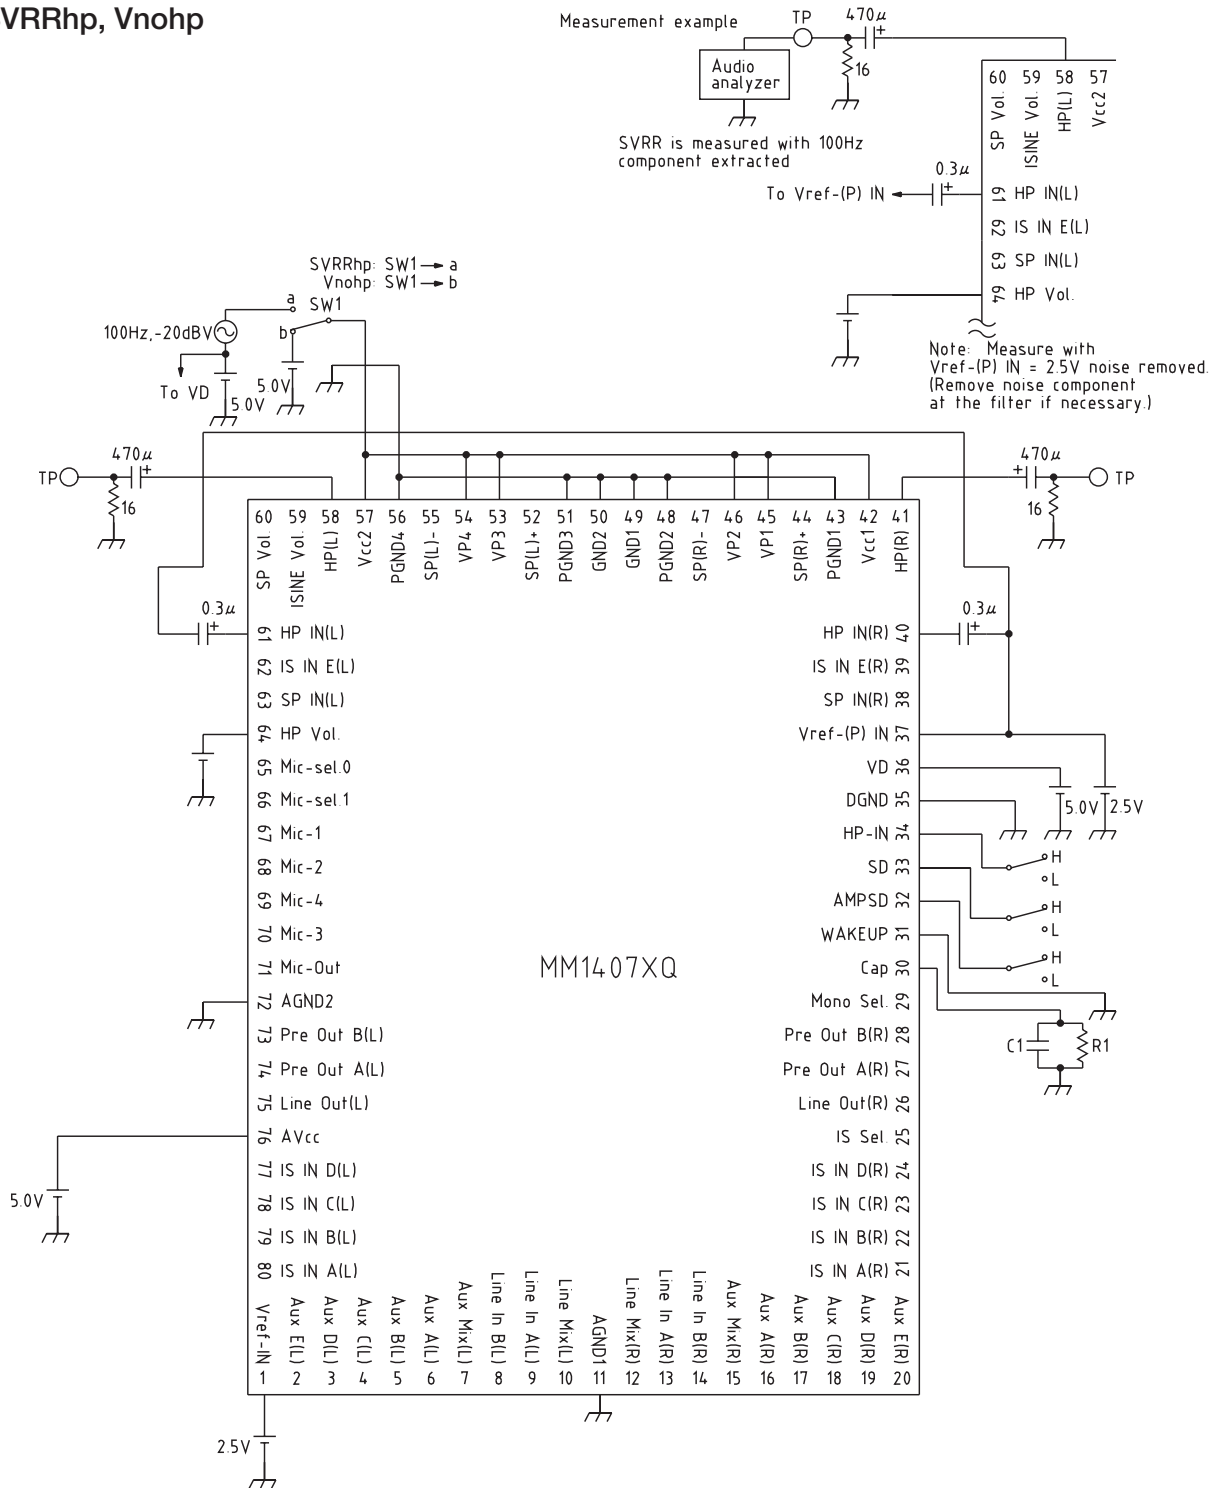 VRRhp, Vnohp
Measurement example
TP
470μ
+
16
Audio
analyzer
SVRR is measured with 100Hz
component extracted
60 59 58 57
SP Vol.
ISINE Vol.
HP(L)
Vcc2
0.3μ
+
To Vref-(P) IN
61 HP IN(L)
62 IS IN E(L)
63 SP IN(L)
64 HP Vol.
Note: Measure with
Vref-(P) IN = 2.5V noise removed.
(Remove noise component
at the filter if necessary.)
SVRRhp: SW1 → a
Vnohp: SW1 → b
a
SW1
b
100Hz,-20dBV
To VD
5.0V
5.0V
TP
470μ
+
16
470μ
+
16
TP
60 59 58 57 56 55 54 53 52 51 50 49 48 47 46 45 44 43 42 41
SP Vol.
ISINE Vol.
HP(L)
Vcc2
PGND4
SP(L)-
VP4
VP3
SP(L)+
PGND3
GND2
GND1
PGND2
SP(R)-
VP2
VP1
SP(R)+
PGND1
Vcc1
HP(R)
0.3μ
+
61 HP IN(L)
62 IS IN E(L)
63 SP IN(L)
64 HP Vol.
65 Mic-sel.0
66 Mic-sel.1
67 Mic-1
68 Mic-2
69 Mic-4
70 Mic-3
71 Mic-Out
72 AGND2
73 Pre Out B(L)
74 Pre Out A(L)
75 Line Out(L)
76 AVcc
77 IS IN D(L)
78 IS IN C(L)
79 IS IN B(L)
80 IS IN A(L)
5.0V
MM1407XQ
0.3μ
+
HP IN(R) 40
IS IN E(R) 39
SP IN(R) 38
Vref-(P) IN 37
VD 36
DGND 35
HP-IN 34
SD 33
AMPSD 32
WAKEUP 31
Cap 30
Mono Sel. 29
Pre Out B(R) 28
Pre Out A(R) 27
Line Out(R) 26
IS Sel. 25
IS IN D(R) 24
IS IN C(R) 23
IS IN B(R) 22
IS IN A(R) 21
5.0V 2.5V
H
L
H
L
H
L
C1
R1
Vref-IN
Aux E(L)
Aux D(L)
Aux C(L)
Aux B(L)
Aux A(L)
Aux Mix(L)
Line In B(L)
Line In A(L)
Line Mix(L)
AGND1
Line Mix(R)
Line In A(R)
Line In B(R)
Aux Mix(R)
Aux A(R)
Aux B(R)
Aux C(R)
Aux D(R)
Aux E(R)
1 2 3 4 5 6 7 8 9 10 11 12 13 14 15 16 17 18 19 20
2.5V